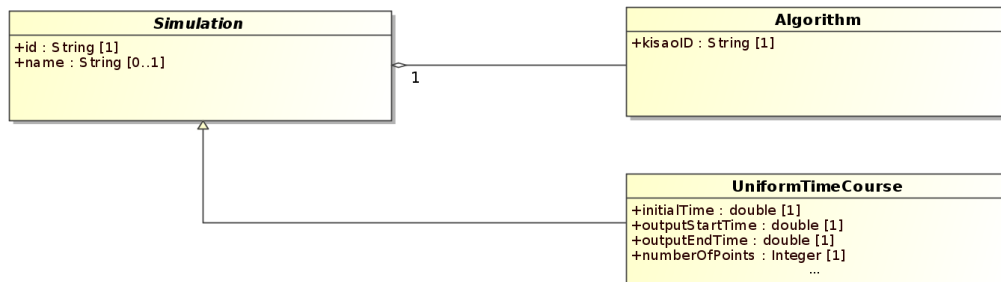 Simulation
+id : String [1]
+name : String [0..1]
1
Algorithm
+kisaoID : String [1]
UniformTimeCourse
+initialTime : double [1]
+outputStartTime : double [1]
+outputEndTime : double [1]
+numberOfPoints : Integer [1]
...